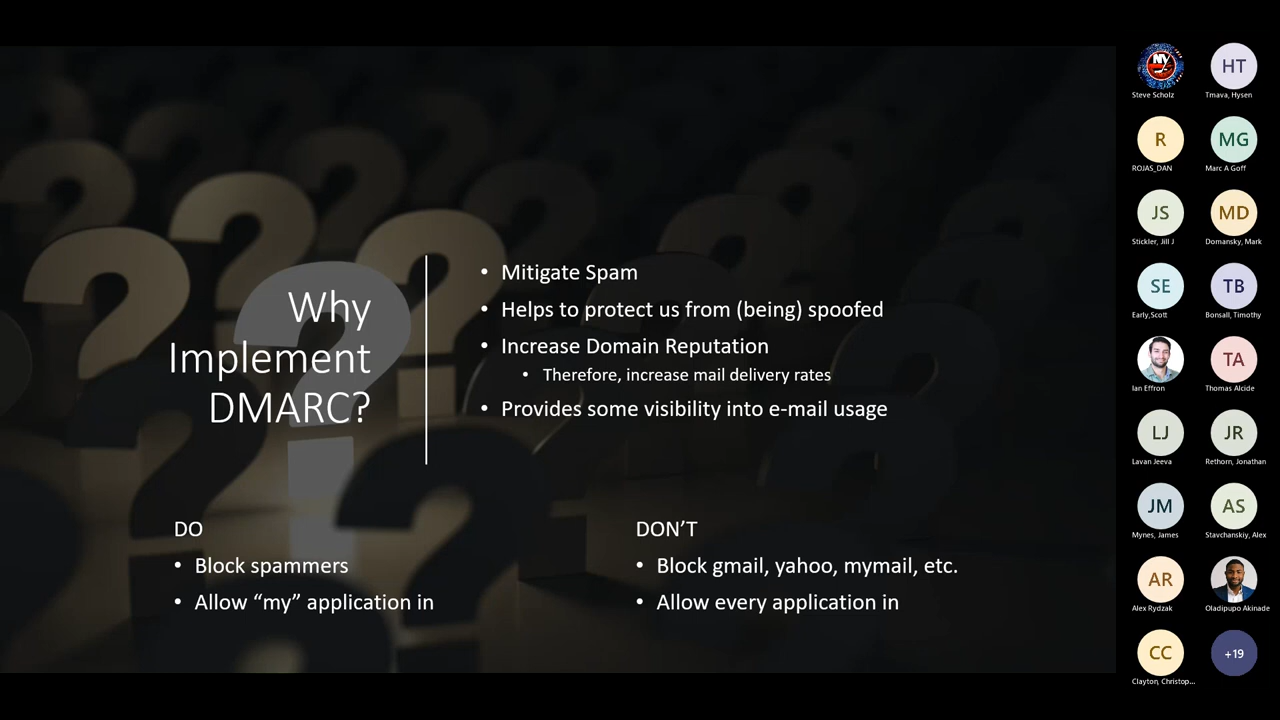 Why
Implement
DMARC?
• Mitigate Spam
• Helps to protect us from (being) spoofed
• Increase Domain Reputation
• Therefore, increase mail delivery rates
• Provides some visibility into e-mail usage
DO
• Block spammers
• Allow “my” application in
DON’T
• Block gmail, yahoo, mymail, etc.
• Allow every application in
NY
Steve Scholz
HT
Tmava, Hysen
R
ROJAS_DAN
MG
Marc A Goff
JS
Stickler, Jill J
MD
Domansky, Mark
SE
Early,Scott
TB
Bonsall, Timothy
Ian Effron
TA
Thomas Alcide
LJ
Lavan Jeeva
JR
Rethorn, Jonathan
JM
Mynes, James
AS
Stavchanskiy, Alex
AR
Alex Rydzak
Oladipupo Akinade
CC
Clayton, Christop...
+19